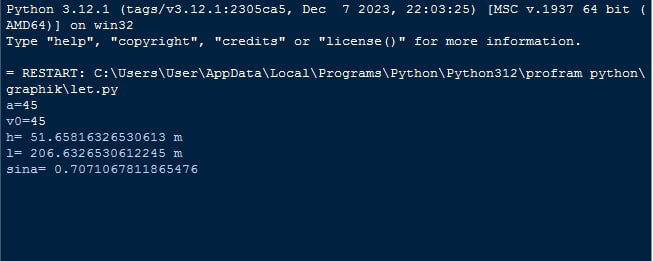 Python 3.12.1 (tags/v3.12.1:2305ca5, Dec  7 2023, 22:03:25) [MSC v.1937 64 bit (
AMD64)] on win32
Type "help", "copyright", "credits" or "license()" for more information.
= RESTART: C:\Users\User\AppData\Local\Programs\Python\Python312\profram python\
graphik\let.py
a=45
v0=45
h= 51.65816326530613 m
l= 206.6326530612245 m
sina= 0.7071067811865476